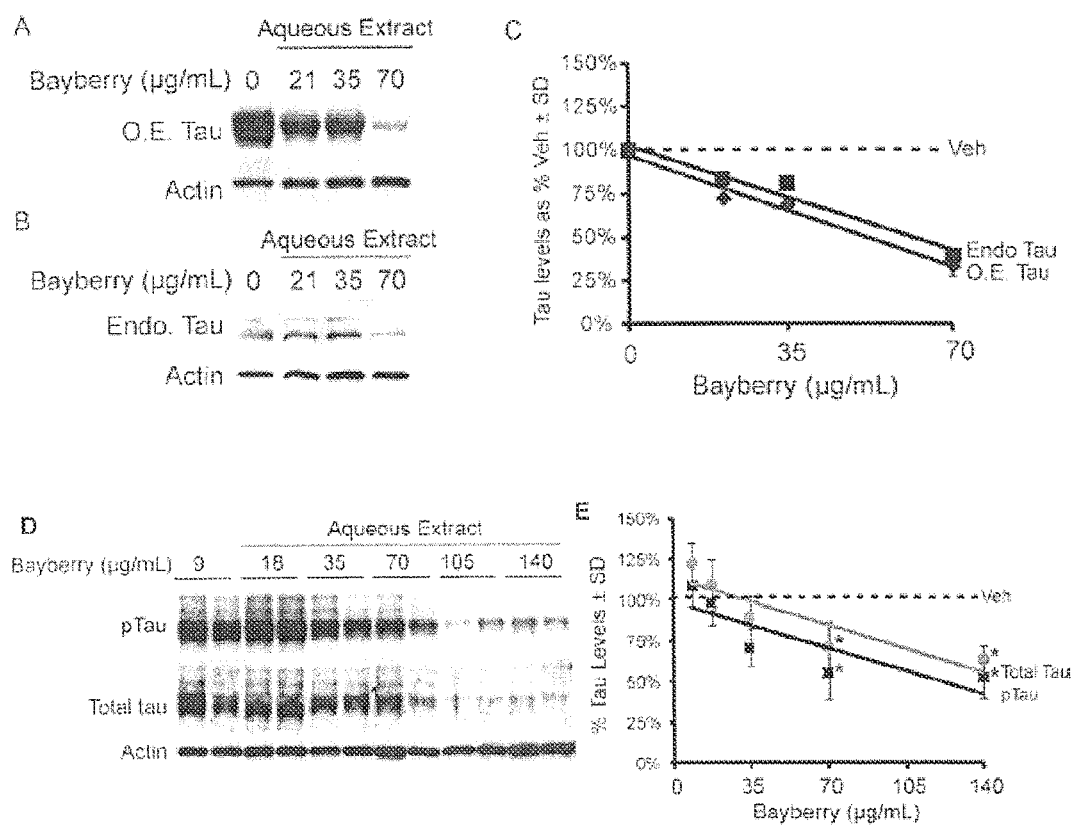 A
Aqueous Extract
Bayberry (µg/mL) 0 21 35 70
O.E. Tau
Actin
B
Aqueous Extract
Bayberry (µg/mL) 0 21 35 70
Endo. Tau
Actin
C
Tau levels as % Veh ± SD
150%
125%
100%
75%
50%
25%
0%
Veh
Endo Tau
O.E. Tau
0 35 70
Bayberry (µg/mL)
D
Aqueous Extract
Bayberry (µg/mL) 9 18 35 70 105 140
pTau
Total tau
Actin
E
% Tau Levels ± SD
150%
125%
100%
75%
50%
25%
0%
Veh
*
*
*
*Total Tau
pTau
0 35 70 105 140
Bayberry (µg/mL)